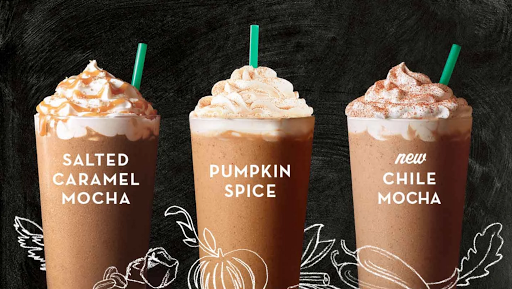 SALTED
CARAMEL
MOCHA
PUMPKIN
SPICE
new
CHILE
MOCHA